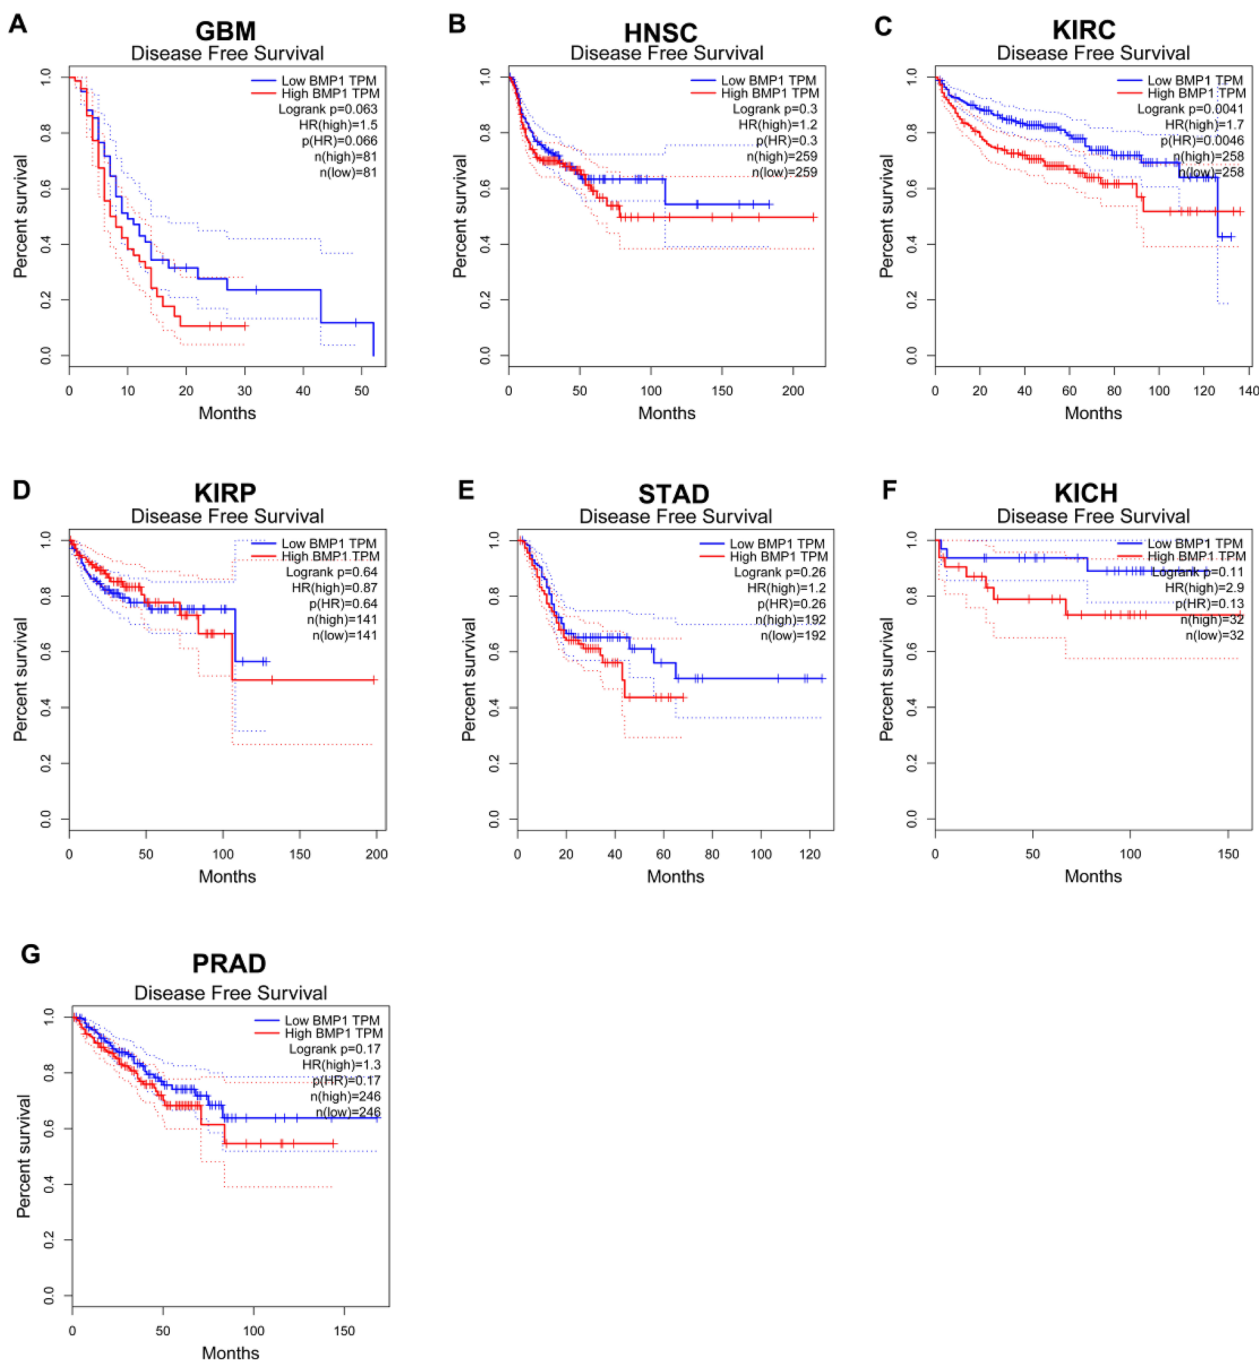 A
GBM
Disease Free Survival
Low BMP1 TPM
High BMP1 TPM
Logrank p=0.063
HR(high)=1.5
p(HR)=0.066
n(high)=81
n(low)=81
Percent survival
0.0 0.2 0.4 0.6 0.8 1.0
0 10 20 30 40 50
Months
B
HNSC
Disease Free Survival
Low BMP1 TPM
High BMP1 TPM
Logrank p=0.3
HR(high)=1.2
p(HR)=0.3
n(high)=259
n(low)=259
Percent survival
0.0 0.2 0.4 0.6 0.8 1.0
0 50 100 150 200
Months
C
KIRC
Disease Free Survival
Low BMP1 TPM
High BMP1 TPM
Logrank p=0.0041
HR(high)=1.7
p(HR)=0.0046
n(high)=258
n(low)=258
Percent survival
0.0 0.2 0.4 0.6 0.8 1.0
0 20 40 60 80 100 120 140
Months
D
KIRP
Disease Free Survival
Low BMP1 TPM
High BMP1 TPM
Logrank p=0.64
HR(high)=0.87
p(HR)=0.64
n(high)=141
n(low)=141
Percent survival
0.0 0.2 0.4 0.6 0.8 1.0
0 50 100 150 200
Months
E
STAD
Disease Free Survival
Low BMP1 TPM
High BMP1 TPM
Logrank p=0.26
HR(high)=1.2
p(HR)=0.26
n(high)=192
n(low)=192
Percent survival
0.0 0.2 0.4 0.6 0.8 1.0
0 20 40 60 80 100 120
Months
F
KICH
Disease Free Survival
Low BMP1 TPM
High BMP1 TPM
Logrank p=0.11
HR(high)=2.9
p(HR)=0.13
n(high)=32
n(low)=32
Percent survival
0.0 0.2 0.4 0.6 0.8 1.0
0 50 100 150
Months
G
PRAD
Disease Free Survival
Low BMP1 TPM
High BMP1 TPM
Logrank p=0.17
HR(high)=1.3
p(HR)=0.17
n(high)=246
n(low)=246
Percent survival
0.0 0.2 0.4 0.6 0.8 1.0
0 50 100 150
Months